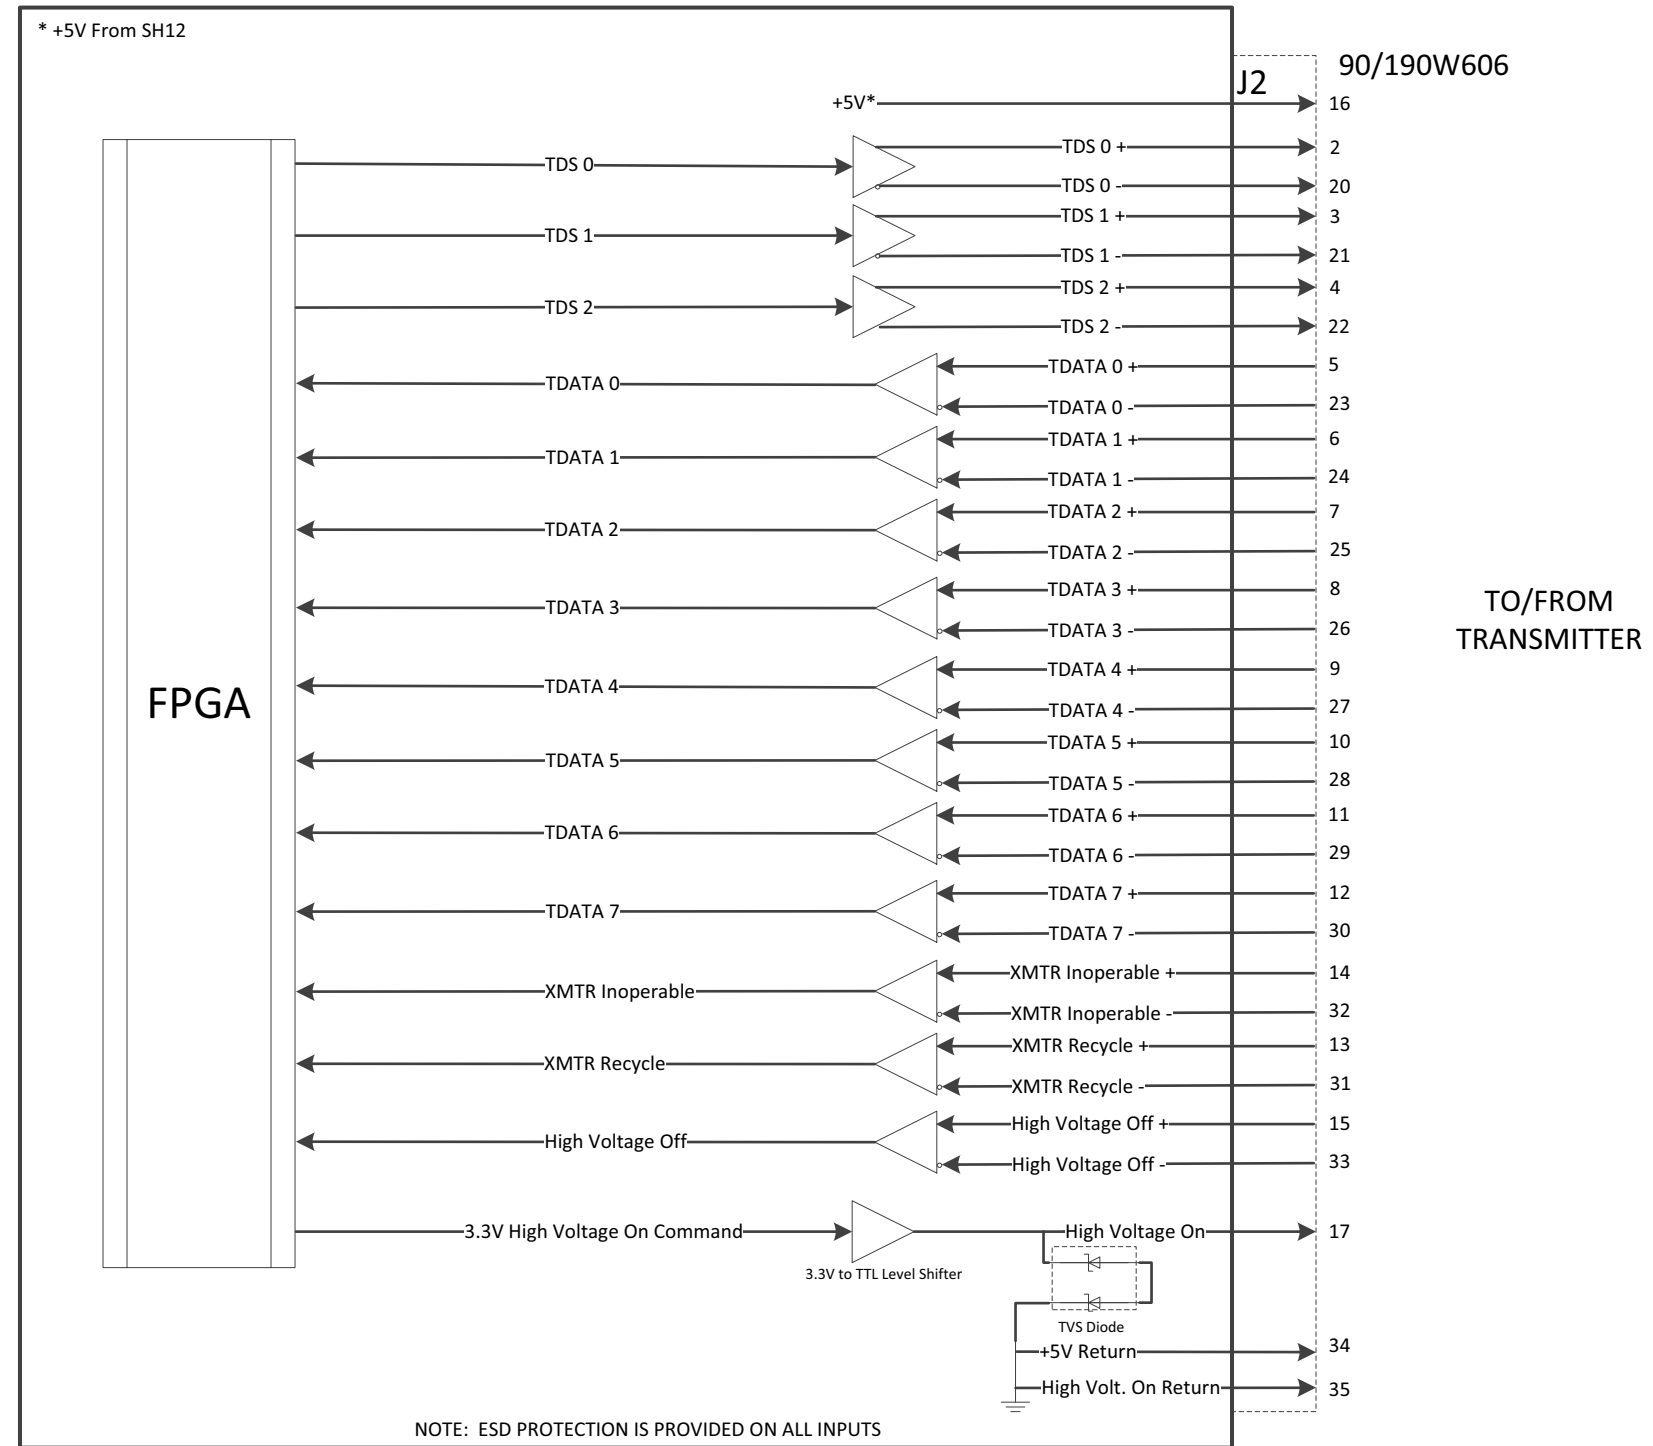 * +5V From SH12
90/190W606
J2
+5V*
16
TDS 0
TDS 0 +
2
TDS 0 -
20
TDS 1
TDS 1 +
3
TDS 1 -
21
TDS 2
TDS 2 +
4
TDS 2 -
22
TDATA 0
TDATA 0 +
5
TDATA 0 -
23
TDATA 1
TDATA 1 +
6
TDATA 1 -
24
TDATA 2
TDATA 2 +
7
TDATA 2 -
25
TDATA 3
TDATA 3 +
8
TDATA 3 -
26
TO/FROM
TRANSMITTER
FPGA
TDATA 4
TDATA 4 +
9
TDATA 4 -
27
TDATA 5
TDATA 5 +
10
TDATA 5 -
28
TDATA 6
TDATA 6 +
11
TDATA 6 -
29
TDATA 7
TDATA 7 +
12
TDATA 7 -
30
XMTR Inoperable
XMTR Inoperable +
14
XMTR Inoperable -
32
XMTR Recycle
XMTR Recycle +
13
XMTR Recycle -
31
High Voltage Off
High Voltage Off +
15
High Voltage Off -
33
3.3V High Voltage On Command
High Voltage On
17
3.3V to TTL Level Shifter
TVS Diode
+5V Return
34
High Volt. On Return
35
NOTE: ESD PROTECTION IS PROVIDED ON ALL INPUTS